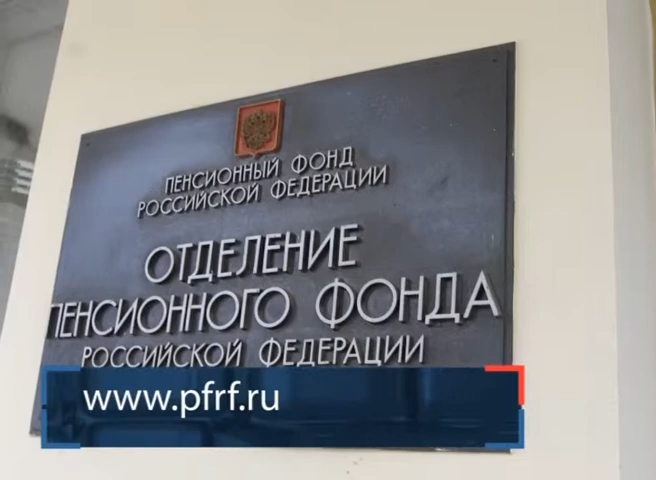 ПЕНСИОННЫЙ ФОНД
РОССИЙСКОЙ ФЕДЕРАЦИИ
ОТДЕЛЕНИЕ
ПЕНСИОННОГО ФОНДА
РОССИЙСКОЙ ФЕДЕРАЦИИ
www.pfrf.ru